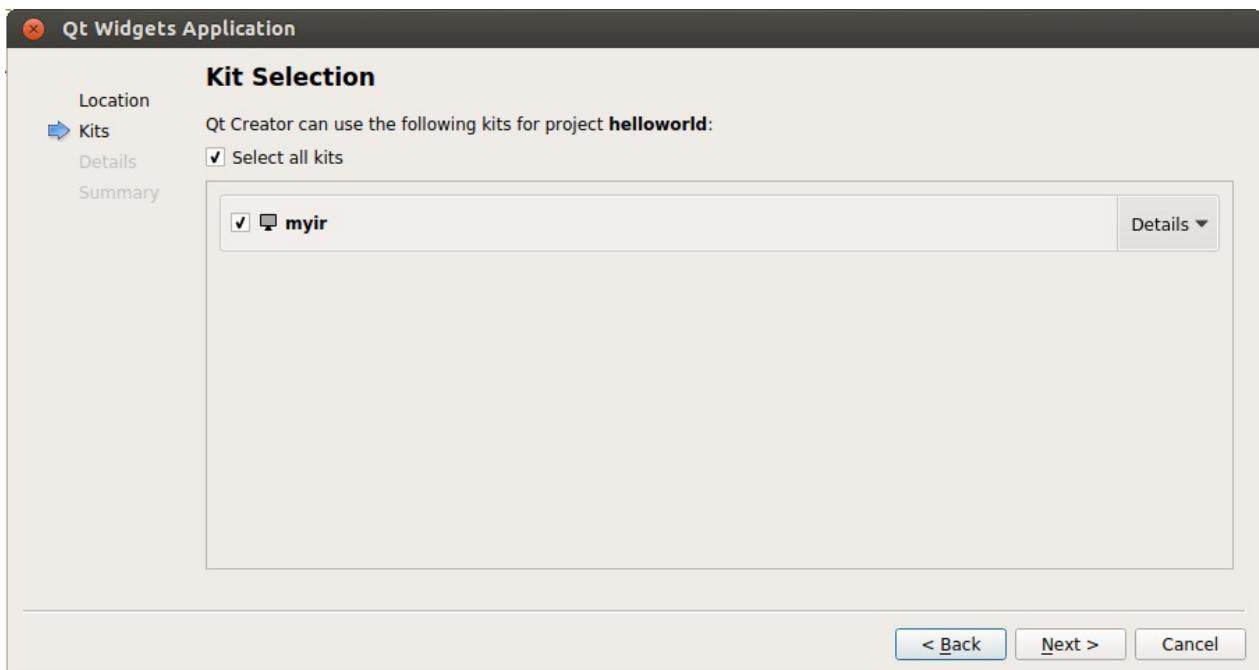 Qt Widgets Application
Location
Kits
Details
Summary
Kit Selection
Qt Creator can use the following kits for project helloworld:
Select all kits
myir
Details
< Back
Next >
Cancel